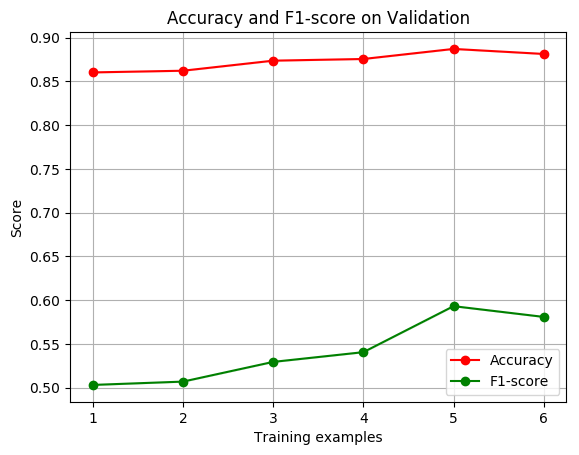 Accuracy and F1-score on Validation
Score
0.90
0.85
0.80
0.75
0.70
0.65
0.60
0.55
0.50
Accuracy
F1-score
1 2 3 4 5 6
Training examples